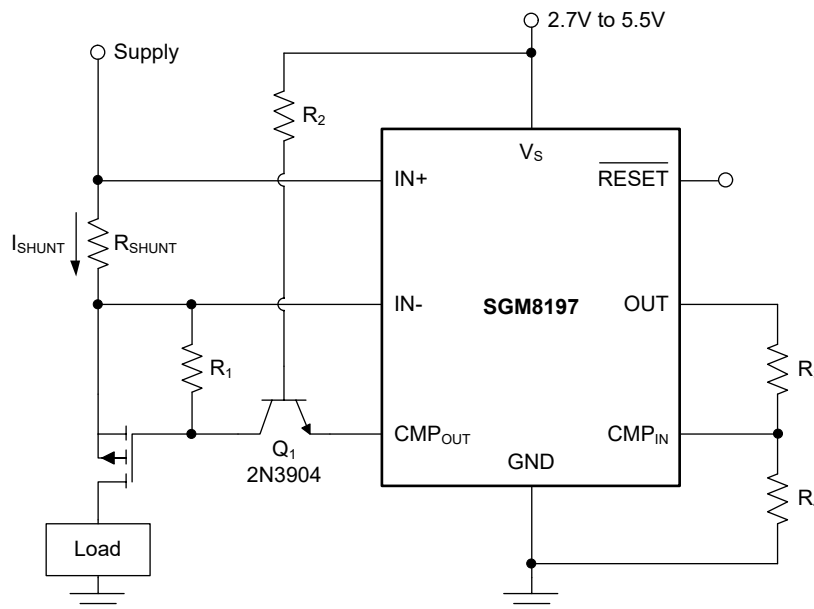 2.7V to 5.5V
Supply
R2
VS
IN+
RESET
ISHUNT
RSHUNT
IN-
SGM8197
OUT
R1
R
CMPOUT
CMPIN
Q1
2N3904
GND
R
Load